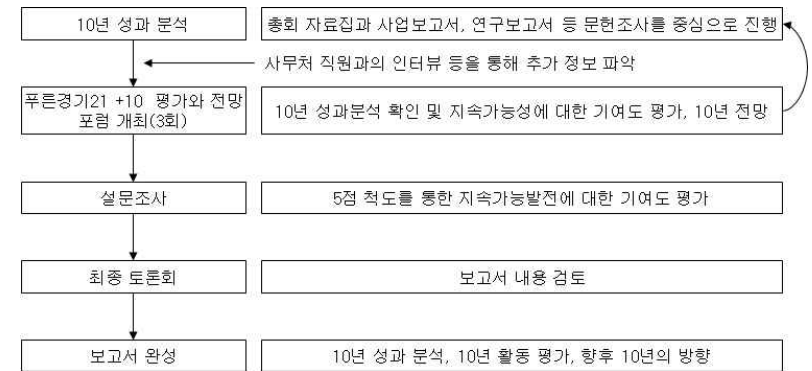 10년 성과 분석
총회 자료집과 사업보고서, 연구보고서 등 문헌조사를 중심으로 진행
사무처 직원과의 인터뷰 등을 통해 추가 정보 파악
푸른경기21 +10 평가와 전망
포럼 개최(3회)
10년 성과분석 확인 및 지속가능성에 대한 기여도 평가, 10년 전망
설문조사
5점 척도를 통한 지속가능발전에 대한 기여도 평가
최종 토론회
보고서 내용 검토
보고서 완성
10년 성과 분석, 10년 활동 평가, 향후 10년의 방향